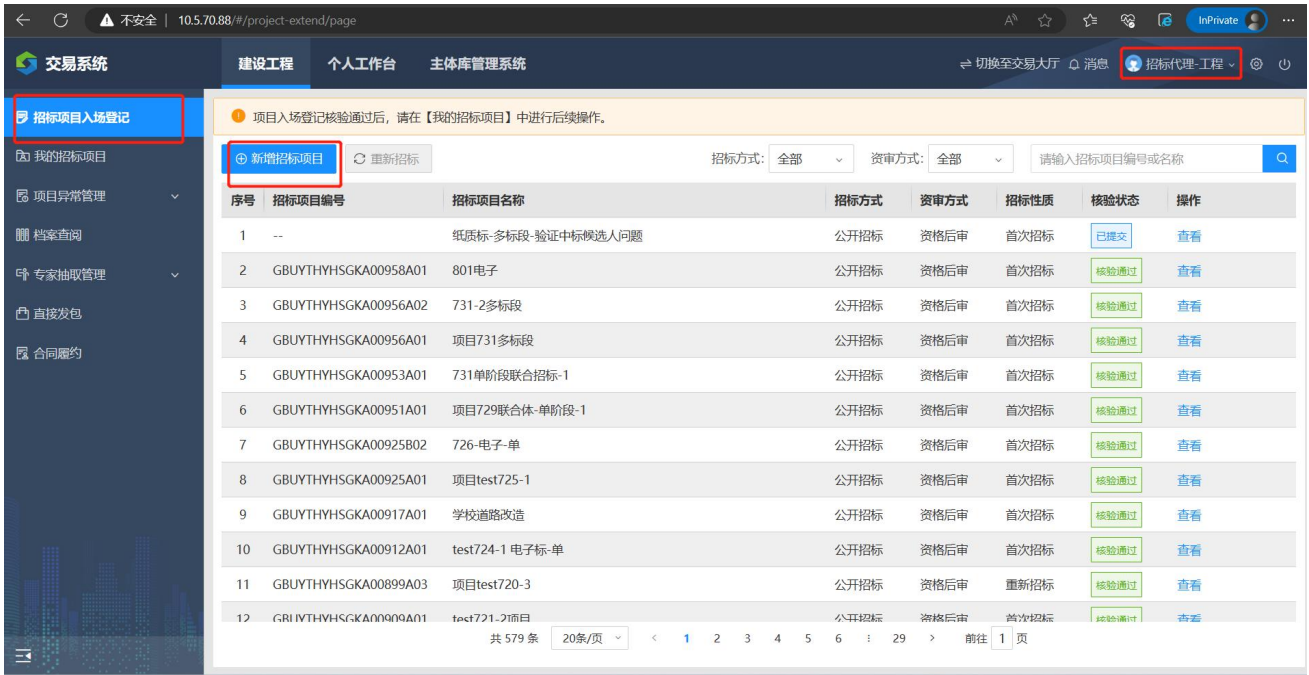 不安全 | 10.5.70.88/#/project-extend/page InPrivate
交易系统 建设工程 个人工作台 主体库管理系统 切换至交易大厅 消息 招标代理-工程
招标项目入场登记
我的招标项目
项目异常管理
档案查阅
专家抽取管理
直接发包
合同履约
项目入场登记核验通过后，请在【我的招标项目】中进行后续操作。
新增招标项目 重新招标 招标方式: 全部 资审方式: 全部 请输入招标项目编号或名称
序号 招标项目编号 招标项目名称 招标方式 资审方式 招标性质 核验状态 操作
1 -- 纸质标-多标段-验证中标候选人问题 公开招标 资格后审 首次招标 已提交 查看
2 GBUYTHYHSGKA00958A01 801电子 公开招标 资格后审 首次招标 核验通过 查看
3 GBUYTHYHSGKA00956A02 731-2多标段 公开招标 资格后审 首次招标 核验通过 查看
4 GBUYTHYHSGKA00956A01 项目731多标段 公开招标 资格后审 首次招标 核验通过 查看
5 GBUYTHYHSGKA00953A01 731单阶段联合招标-1 公开招标 资格后审 首次招标 核验通过 查看
6 GBUYTHYHSGKA00951A01 项目729联合体-单阶段-1 公开招标 资格后审 首次招标 核验通过 查看
7 GBUYTHYHSGKA00925B02 726-电子-单 公开招标 资格后审 首次招标 核验通过 查看
8 GBUYTHYHSGKA00925A01 项目test725-1 公开招标 资格后审 首次招标 核验通过 查看
9 GBUYTHYHSGKA00917A01 学校道路改造 公开招标 资格后审 首次招标 核验通过 查看
10 GBUYTHYHSGKA00912A01 test724-1 电子标-单 公开招标 资格后审 首次招标 核验通过 查看
11 GBUYTHYHSGKA00899A03 项目test720-3 公开招标 资格后审 重新招标 核验通过 查看
12 GBUYTHYHSGKA00909A01 test721-2项目 公开招标 资格后审 首次招标 核验通过 查看
共 579 条 20条/页 1 2 3 4 5 6 29 前往 1 页